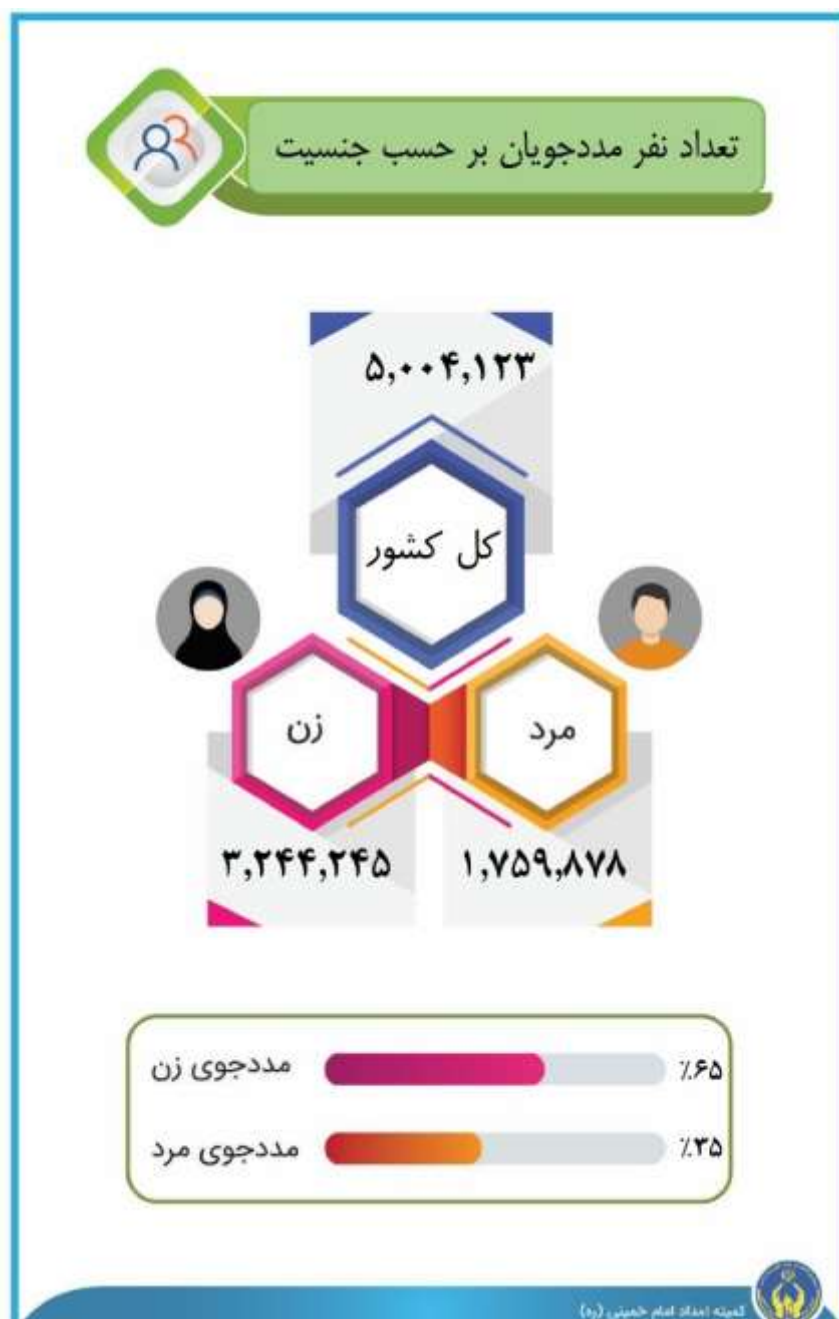 تعداد نفر مددجویان بر حسب جنسیت
۵,۰۰۴,۱۲۳
کل کشور
مرد
زن
۱,۷۵۹,۸۷۸
۳,۲۴۴,۲۴۵
مددجوی زن
٪۶۵
مددجوی مرد
٪۳۵
کمیته امداد امام خمینی (ره)